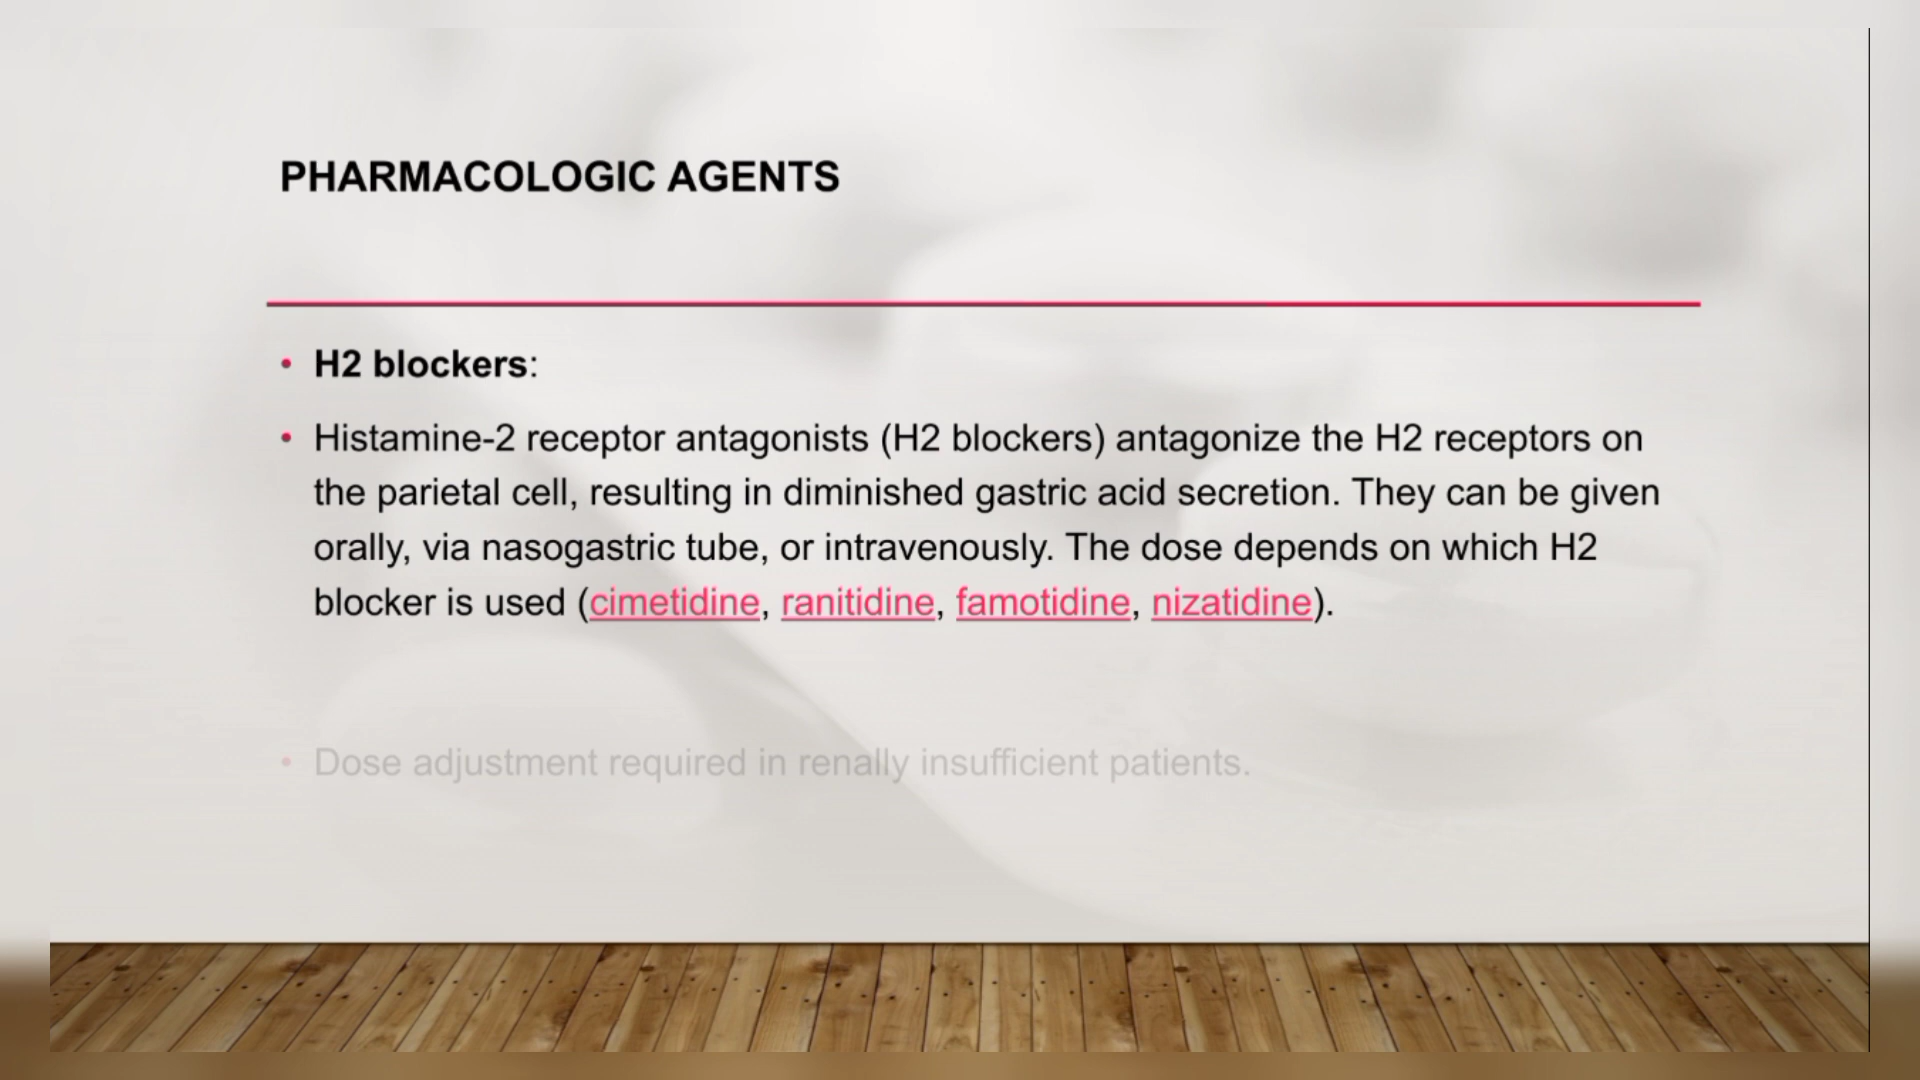 PHARMACOLOGIC AGENTS
• H2 blockers:
• Histamine-2 receptor antagonists (H2 blockers) antagonize the H2 receptors on
the parietal cell, resulting in diminished gastric acid secretion. They can be given
orally, via nasogastric tube, or intravenously. The dose depends on which H2
blocker is used (cimetidine, ranitidine, famotidine, nizatidine).
• Dose adjustment required in renally insufficient patients.